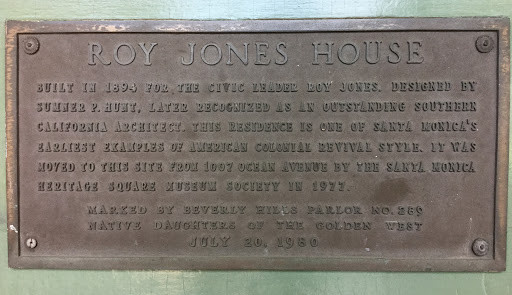 ROY JONES HOUSE
BUILT IN 1894 FOR THE CIVIC LEADER ROY JONES. DESIGNED BY
SUMNER P. HUNT, LATER RECOGNIZED AS AN OUTSTANDING SOUTHERN
CALIFORNIA ARCHITECT. THIS RESIDENCE IS ONE OF SANTA MONICA'S
EARLIEST EXAMPLES OF AMERICAN COLONIAL REVIVAL STYLE. IT WAS
MOVED TO THIS SITE FROM 1007 OCEAN AVENUE BY THE SANTA MONICA
HERITAGE SQUARE MUSEUM SOCIETY IN 1977.
MARKED BY BEVERLY HILLS PARLOR NO. 289
NATIVE DAUGHTERS OF THE GOLDEN WEST
JULY 20, 1980